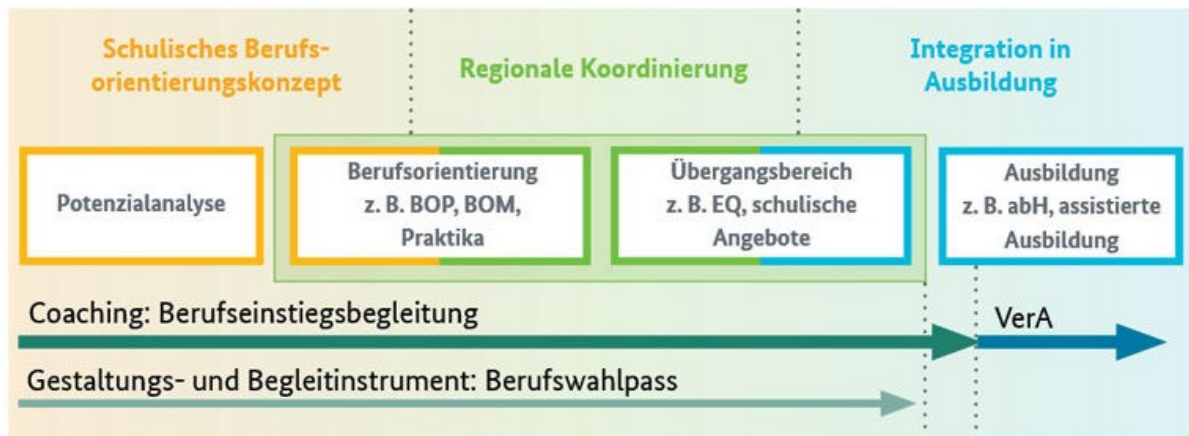 Schulisches Berufs-
orientierungskonzept
Regionale Koordinierung
Integration in
Ausbildung
Potenzialanalyse
Berufsorientierung
z. B. BOP, BOM,
Praktika
Übergangsbereich
z. B. EQ, schulische
Angebote
Ausbildung
z. B. abH, assistierte
Ausbildung
Coaching: Berufseinstiegsbegleitung
VerA
Gestaltungs- und Begleitinstrument: Berufswahlpass